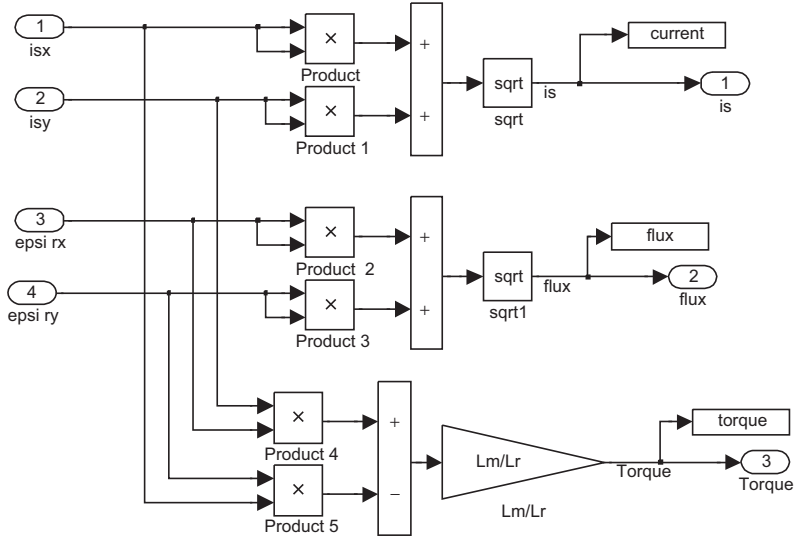 1
isx
×
Product
+
current
sqrt
is
1
sqrt
is
2
isy
×
+
Product 1
3
epsi rx
×
Product 2
+
flux
sqrt
flux
2
sqrt1
flux
4
epsi ry
×
+
Product 3
×
Product 4
+
torque
Lm/Lr
Torque
3
Torque
Lm/Lr
×
−
Product 5